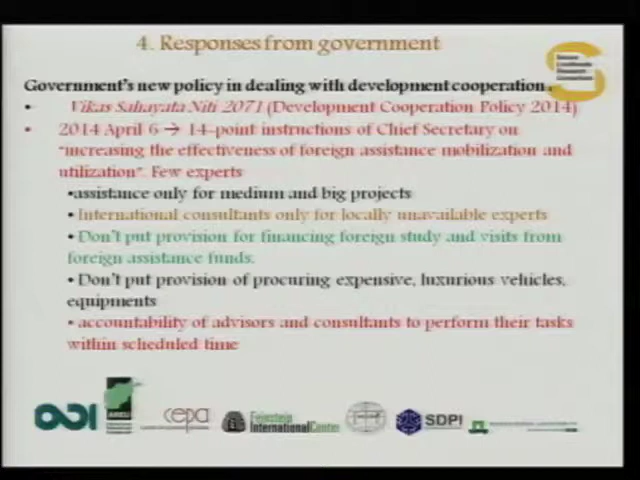 4. Responses from government
Government's new policy in dealing with development cooperation:
• Vikas Sahayata Niti 2071 (Development Cooperation Policy 2014)
• 2014 April 6 → 14-point instructions of Chief Secretary on
"increasing the effectiveness of foreign assistance mobilization and
utilization". Few experts
•assistance only for medium and big projects
•International consultants only for locally unavailable experts
•Don't put provision for financing foreign study and visits from
foreign assistance funds.
•Don't put provision of procuring expensive, luxurious vehicles,
equipments
•accountability of advisors and consultants to perform their tasks
within scheduled time
ODI
cepa
Feinstein
International Center
SDPI